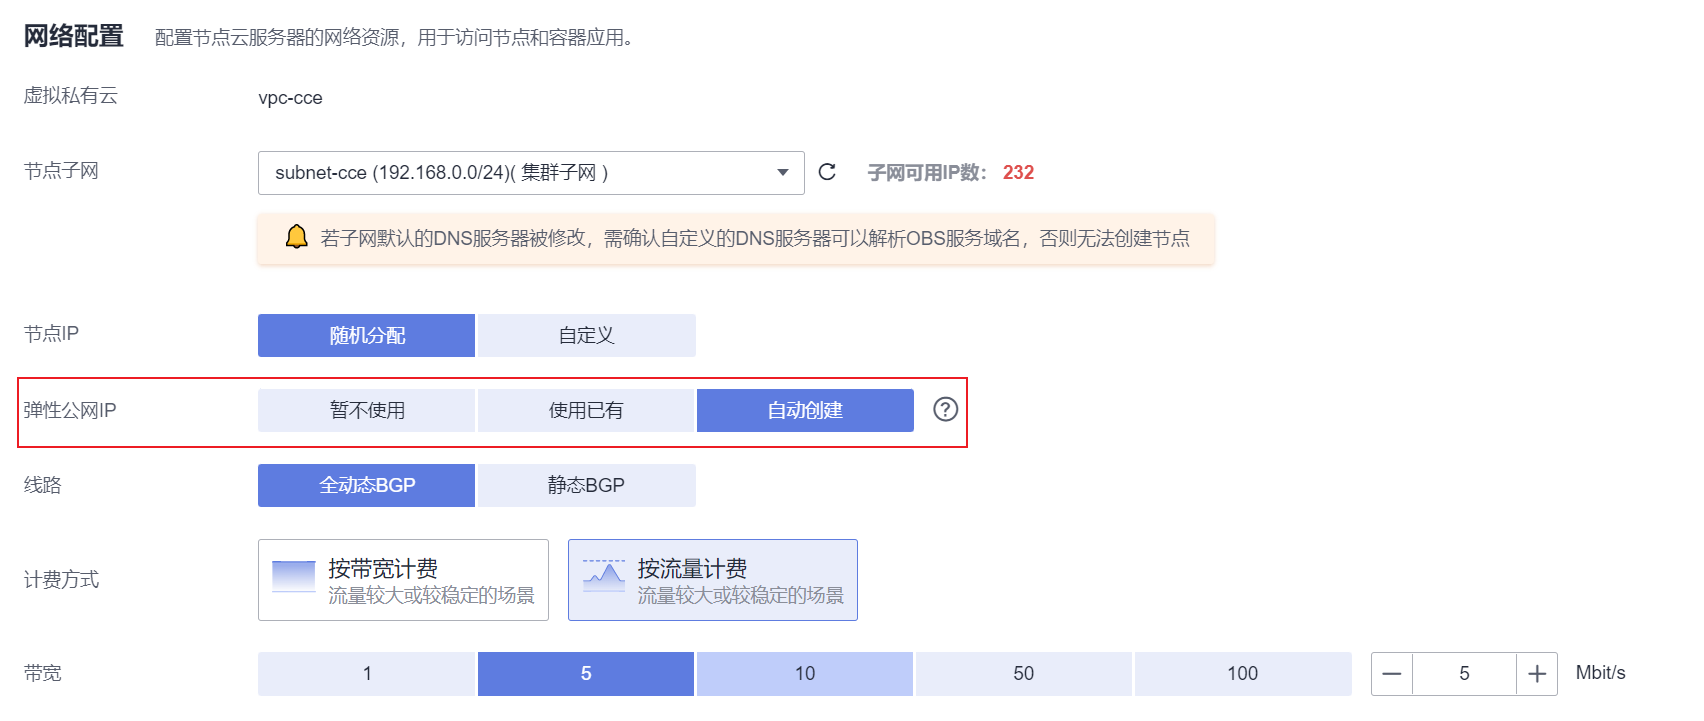 网络配置 配置节点云服务器的网络资源，用于访问节点和容器应用。
虚拟私有云 vpc-cce
节点子网 subnet-cce (192.168.0.0/24)( 集群子网 ) 子网可用IP数： 232
若子网默认的DNS服务器被修改，需确认自定义的DNS服务器可以解析OBS服务域名，否则无法创建节点
节点IP 随机分配 自定义
弹性公网IP 暂不使用 使用已有 自动创建 ?
线路 全动态BGP 静态BGP
计费方式 按带宽计费 按流量计费
流量较大或较稳定的场景 流量较大或较稳定的场景
带宽 1 5 10 50 100 — 5 + Mbit/s